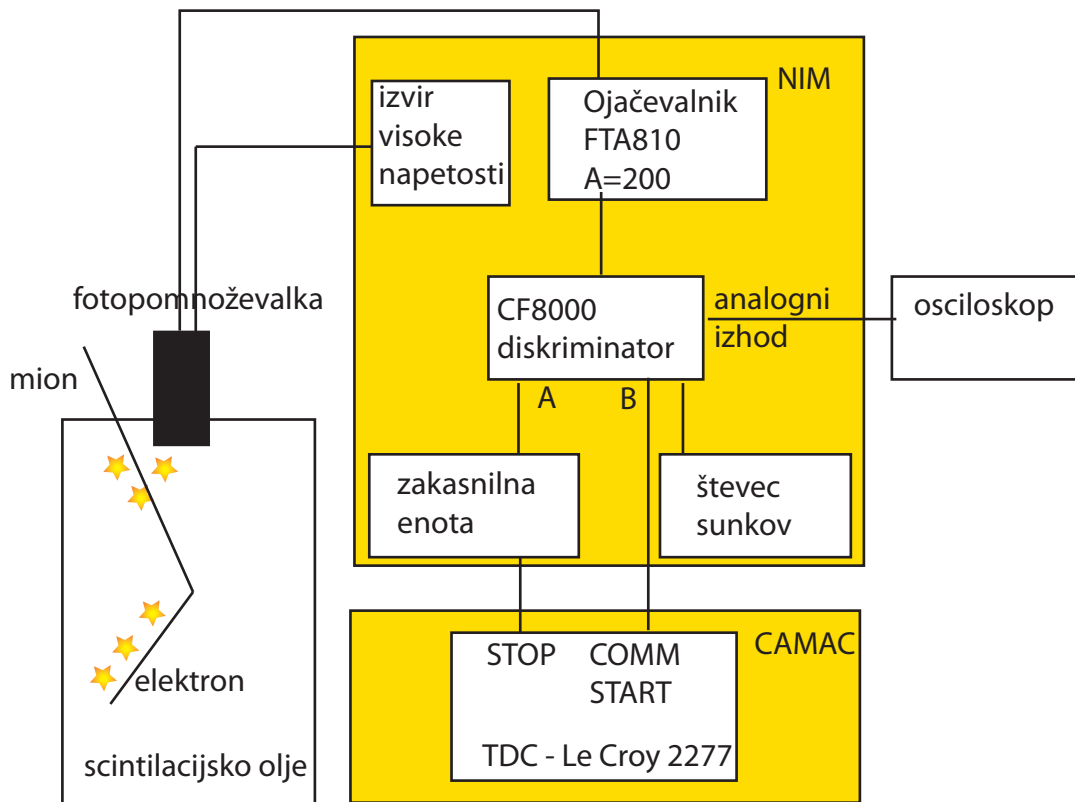 NIM
izvir
visoke
napetosti
Ojačevalnik
FTA810
A=200
fotopomnoževalka
mion
CF8000
diskriminator
analogni
izhod
osciloskop
A
B
zakasnilna
enota
števec
sunkov
elektron
scintilacijsko olje
STOP
COMM
START
CAMAC
TDC - Le Croy 2277